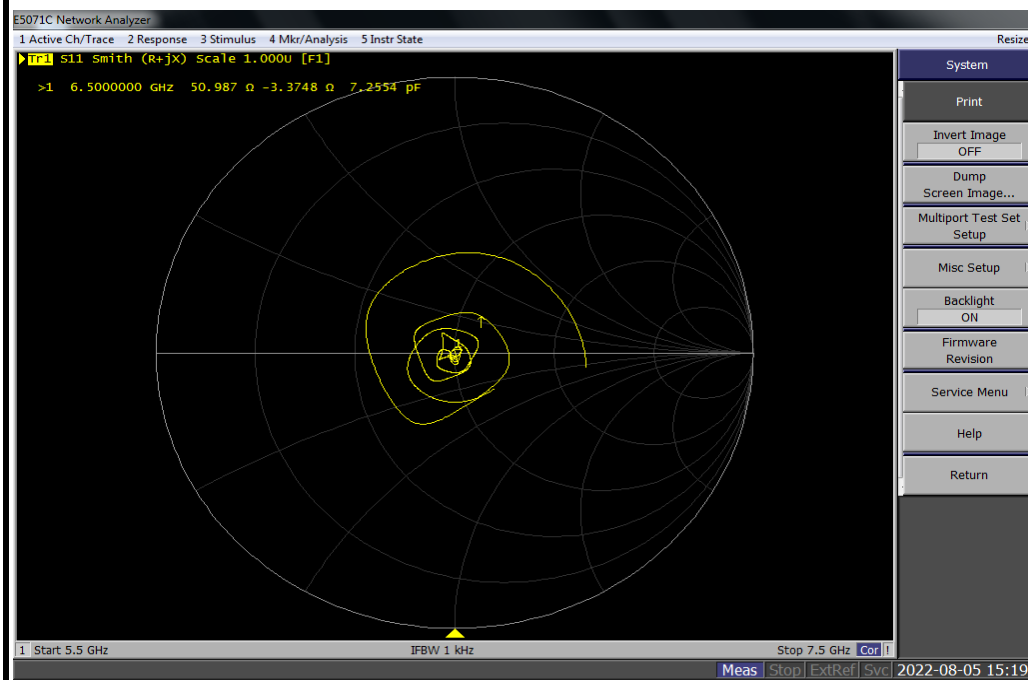 E5071C Network Analyzer
1 Active Ch/Trace 2 Response 3 Stimulus 4 Mkr/Analysis 5 Instr State
Resize
Tr1 S11 Smith (R+jX) Scale 1.000U [F1]
>1 6.5000000 GHz 50.987 Ω -3.3748 Ω 7.2554 pF
System
Print
Invert Image
OFF
Dump
Screen Image...
Multiport Test Set
Setup
Misc Setup
Backlight
ON
Firmware
Revision
Service Menu
Help
Return
1 Start 5.5 GHz
IFBW 1 kHz
Stop 7.5 GHz Cor !
Meas Stop ExtRef Svc 2022-08-05 15:19